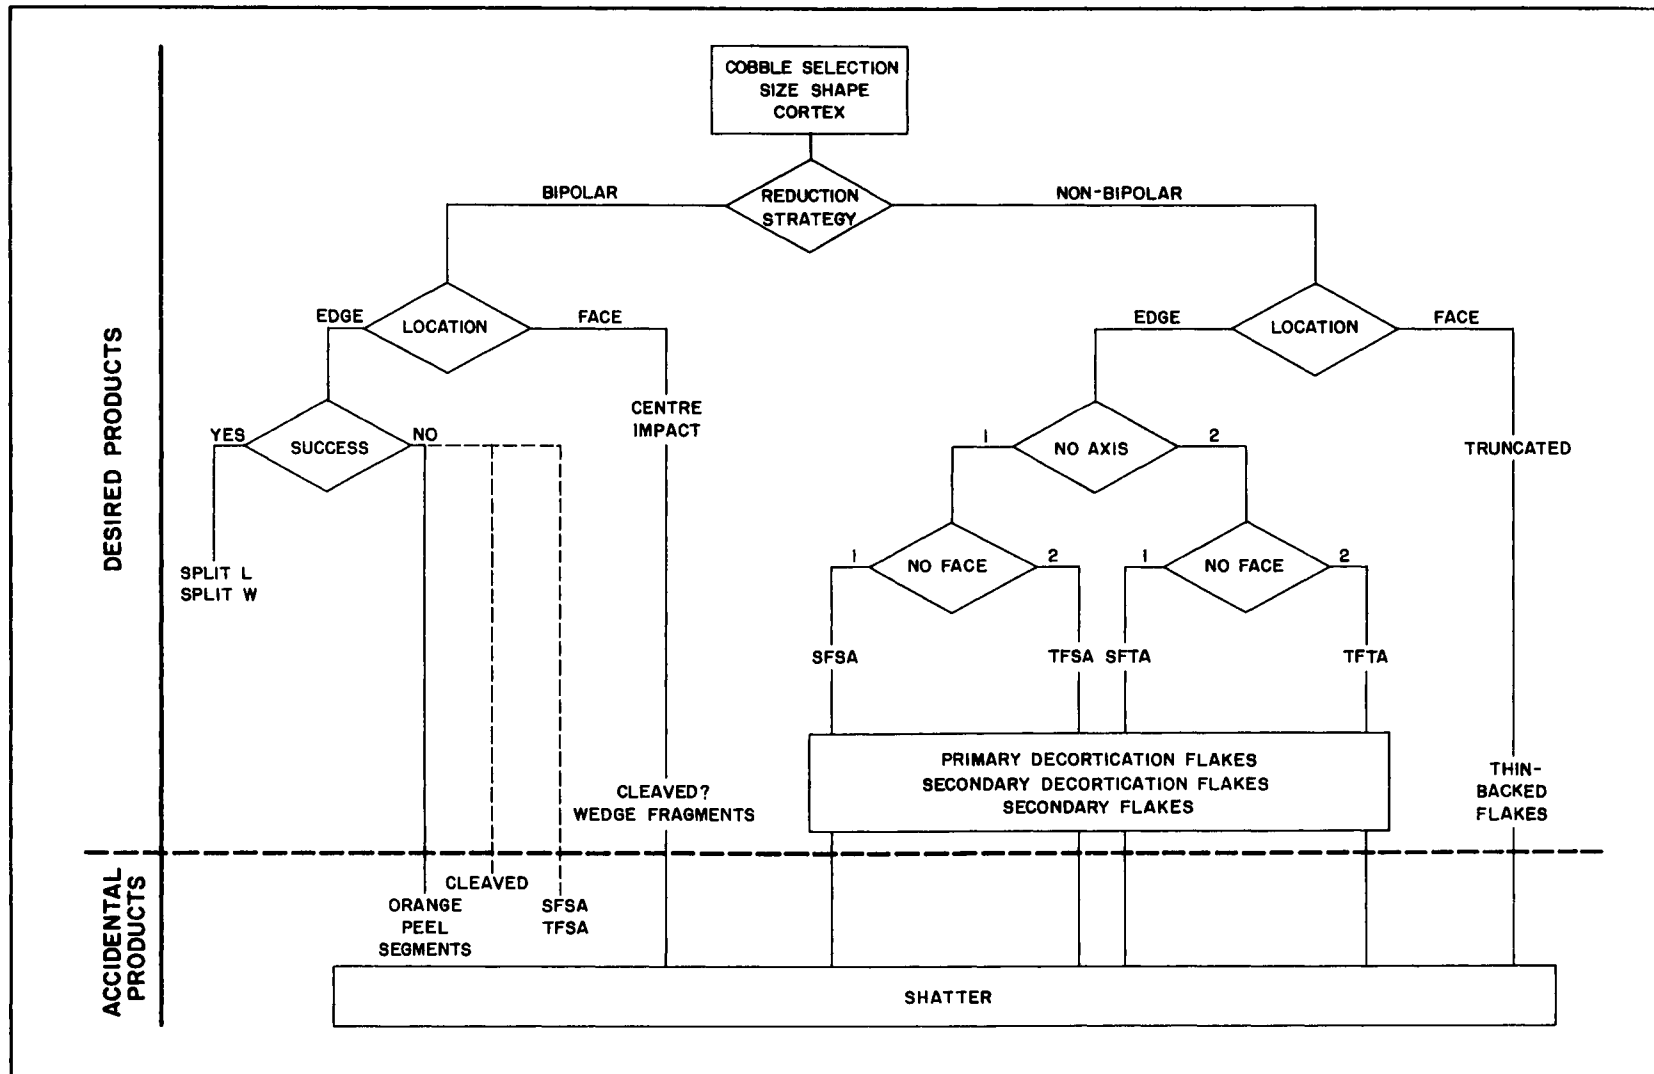 COBBLE SELECTION
SIZE SHAPE
CORTEX
REDUCTION
STRATEGY
BIPOLAR
NON-BIPOLAR
LOCATION
EDGE
FACE
LOCATION
EDGE
FACE
SUCCESS
YES
NO
SPLIT L
SPLIT W
CENTRE
IMPACT
NO AXIS
1
2
TRUNCATED
NO FACE
1
2
NO FACE
1
2
SFSA
TFSA
SFTA
TFTA
PRIMARY DECORTICATION FLAKES
SECONDARY DECORTICATION FLAKES
SECONDARY FLAKES
CLEAVED?
WEDGE FRAGMENTS
THIN-
BACKED
FLAKES
DESIRED PRODUCTS
ACCIDENTAL
PRODUCTS
CLEAVED
ORANGE
PEEL
SEGMENTS
SFSA
TFSA
SHATTER